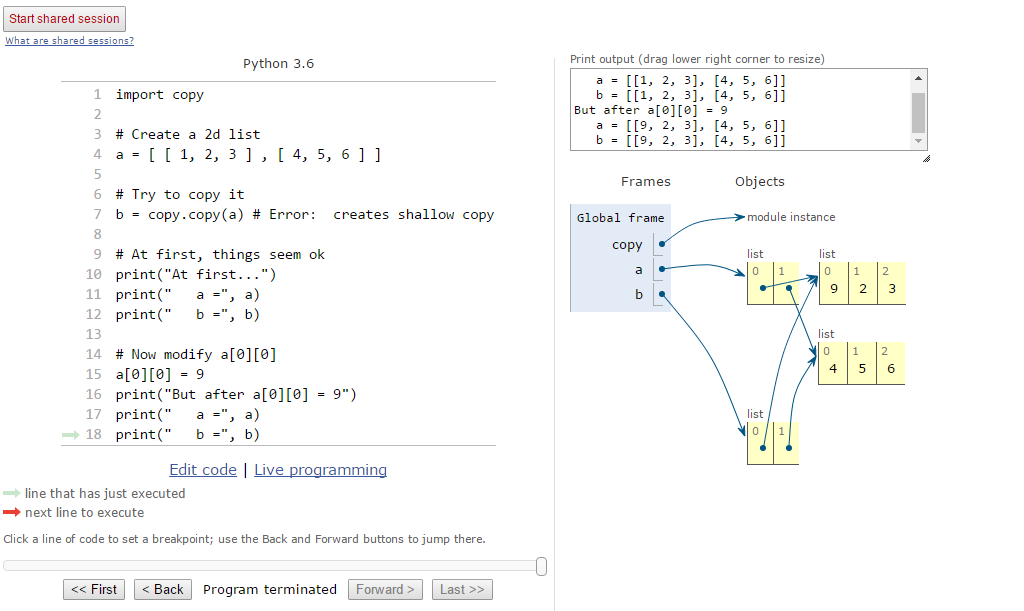 Start shared session
What are shared sessions?
Python 3.6
1 import copy
2
3 # Create a 2d list
4 a = [ [ 1, 2, 3 ] , [ 4, 5, 6 ] ]
5
6 # Try to copy it
7 b = copy.copy(a) # Error:  creates shallow copy
8
9 # At first, things seem ok
10 print("At first...")
11 print("   a =", a)
12 print("   b =", b)
13
14 # Now modify a[0][0]
15 a[0][0] = 9
16 print("But after a[0][0] = 9")
17 print("   a =", a)
18 print("   b =", b)
Edit code | Live programming
line that has just executed
next line to execute
Click a line of code to set a breakpoint; use the Back and Forward buttons to jump there.
<< First < Back Program terminated Forward > Last >>
Print output (drag lower right corner to resize)
   a = [[1, 2, 3], [4, 5, 6]]
   b = [[1, 2, 3], [4, 5, 6]]
But after a[0][0] = 9
   a = [[9, 2, 3], [4, 5, 6]]
   b = [[9, 2, 3], [4, 5, 6]]
Frames Objects
Global frame
copy
a
b
module instance
list
0 1
list
0 1 2
9 2 3
list
0 1 2
4 5 6
list
0 1